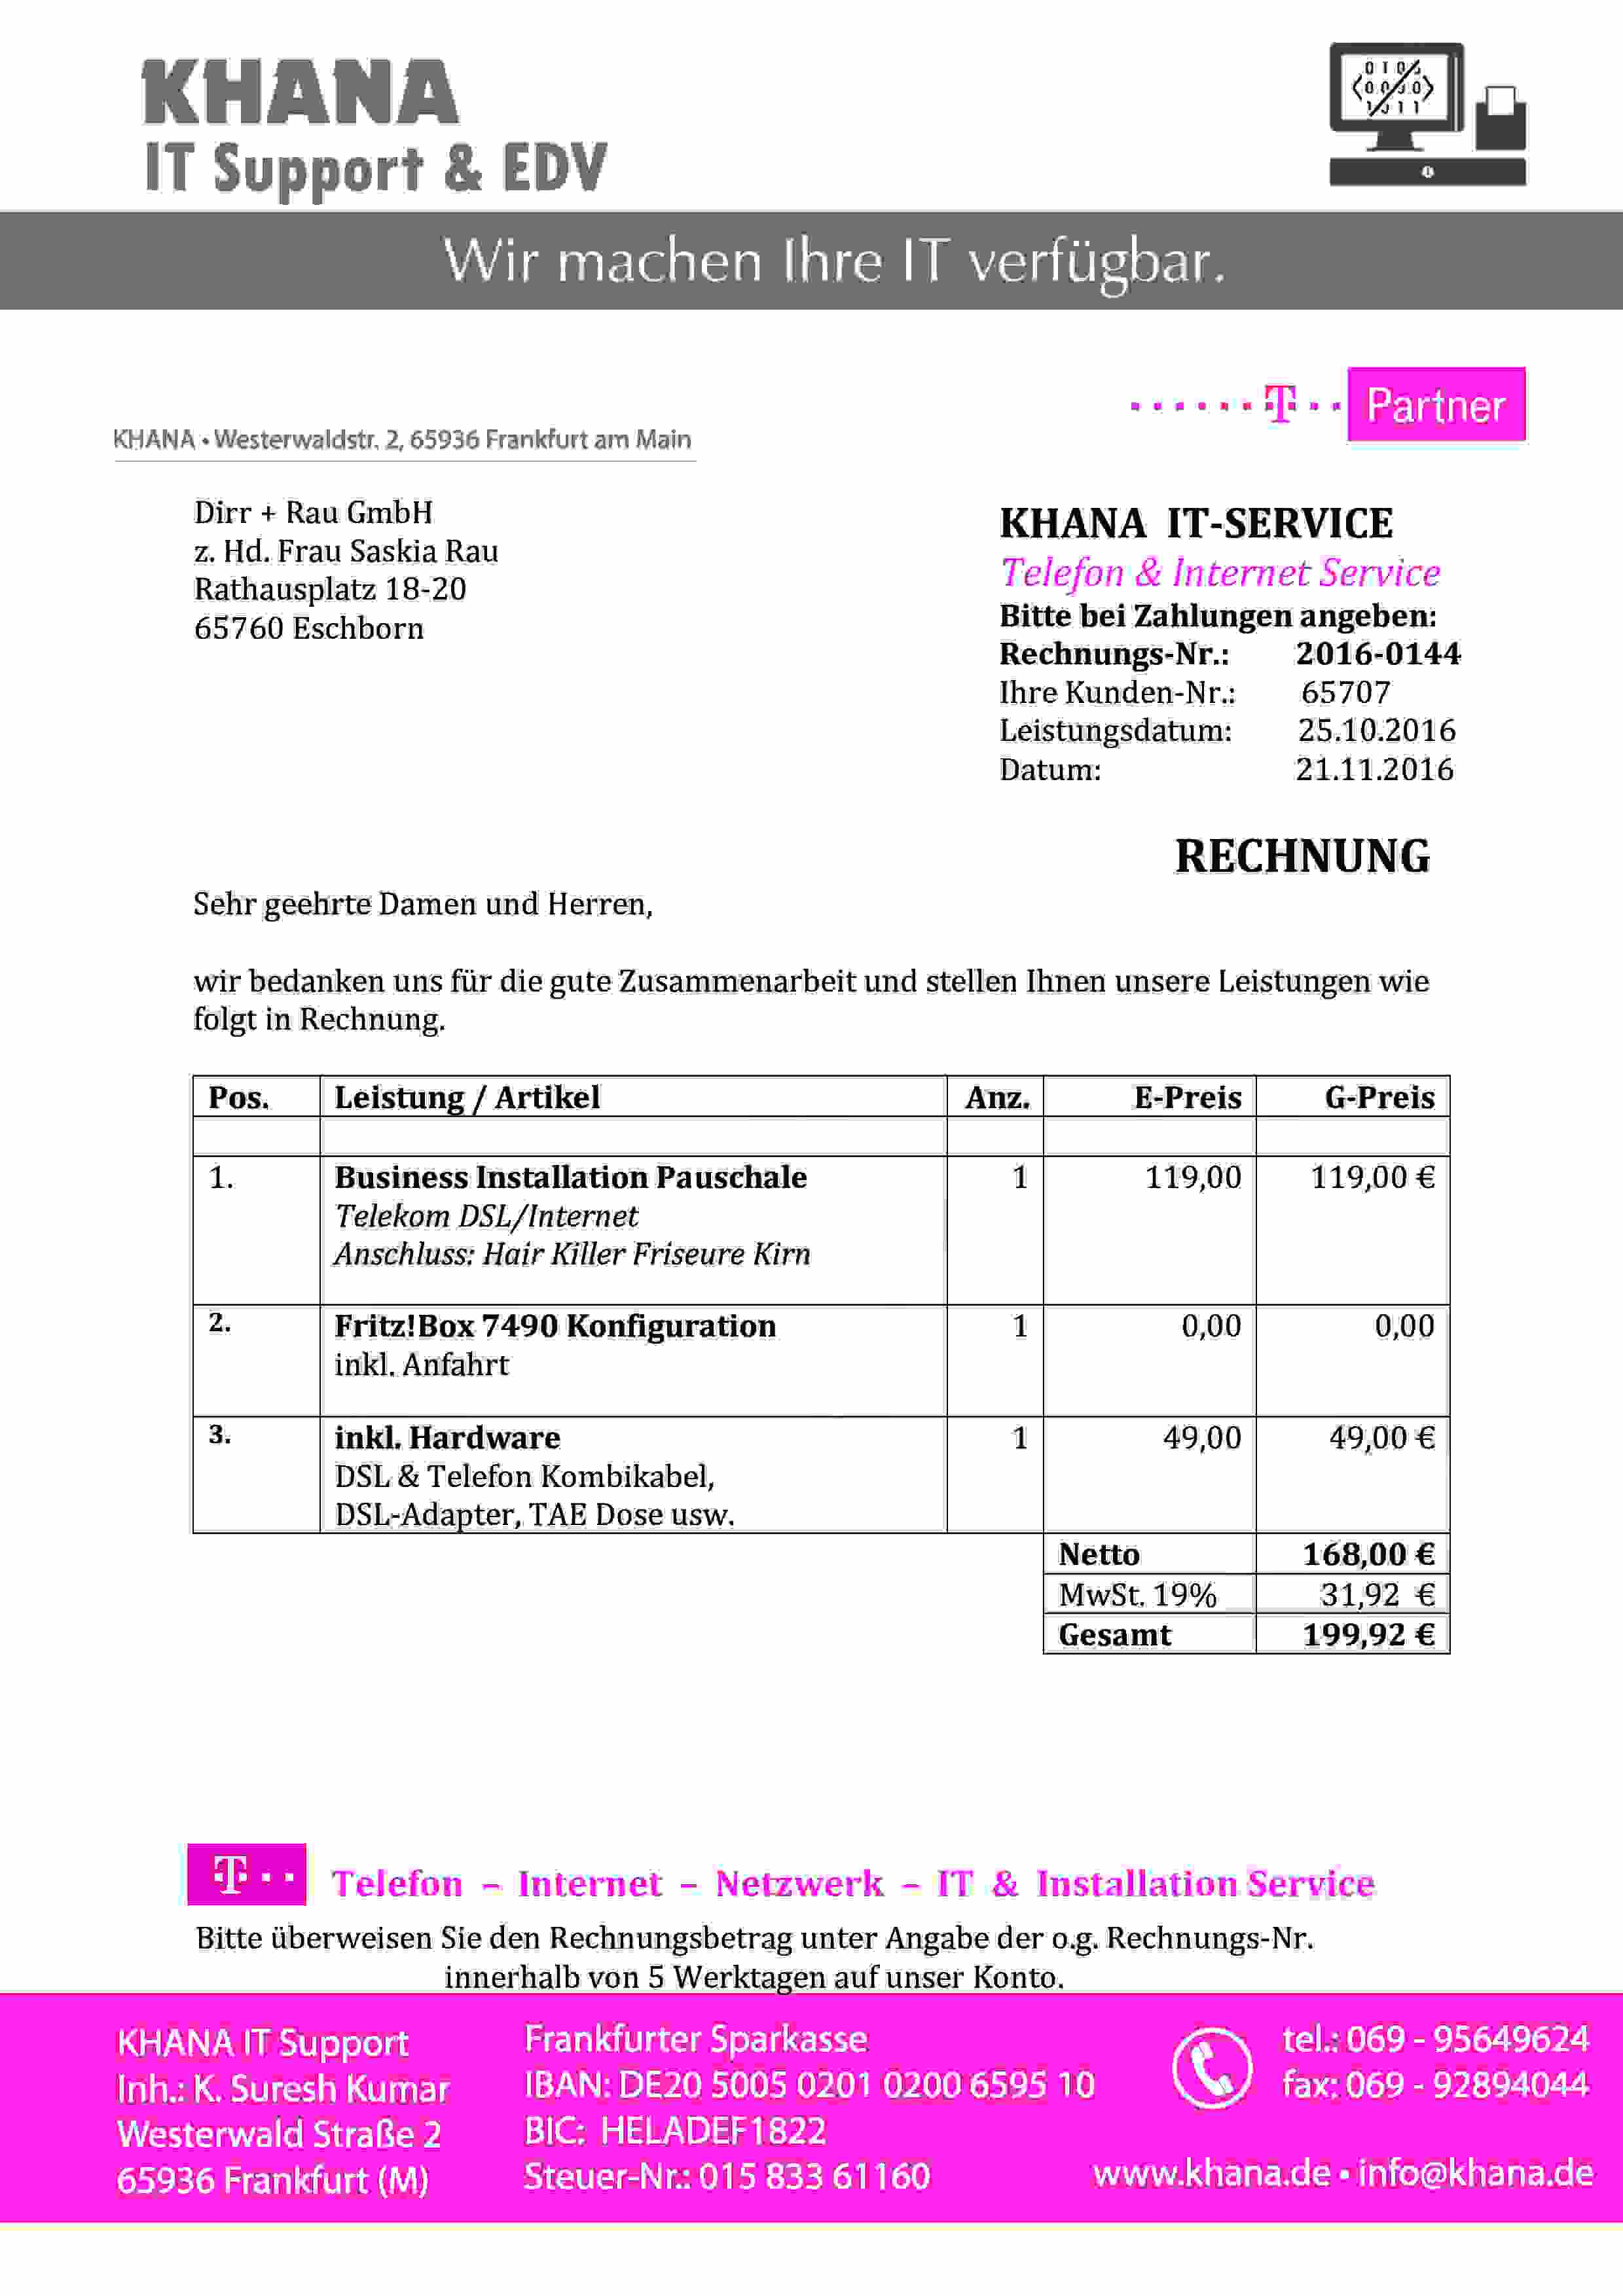 KHANA
IT Support & EDV
Wir machen Ihre IT verfügbar.
T Partner
KHANA • Westerwaldstr. 2, 65936 Frankfurt am Main
Dirr + Rau GmbH
z. Hd. Frau Saskia Rau
Rathausplatz 18-20
65760 Eschborn
KHANA IT-SERVICE
Telefon & Internet Service
Bitte bei Zahlungen angeben:
Rechnungs-Nr.: 2016-0144
Ihre Kunden-Nr.: 65707
Leistungsdatum: 25.10.2016
Datum: 21.11.2016
RECHNUNG
Sehr geehrte Damen und Herren,
wir bedanken uns für die gute Zusammenarbeit und stellen Ihnen unsere Leistungen wie
folgt in Rechnung.
Pos. Leistung / Artikel Anz. E-Preis G-Preis
1. Business Installation Pauschale 1 119,00 119,00 €
Telekom DSL/Internet
Anschluss: Hair Killer Friseure Kirn
2. Fritz!Box 7490 Konfiguration 1 0,00 0,00
inkl. Anfahrt
3. inkl. Hardware 1 49,00 49,00 €
DSL & Telefon Kombikabel,
DSL-Adapter, TAE Dose usw.
Netto 168,00 €
MwSt. 19% 31,92 €
Gesamt 199,92 €
T Telefon – Internet – Netzwerk – IT & Installation Service
Bitte überweisen Sie den Rechnungsbetrag unter Angabe der o.g. Rechnungs-Nr.
innerhalb von 5 Werktagen auf unser Konto.
KHANA IT Support
Inh.: K. Suresh Kumar
Westerwald Straße 2
65936 Frankfurt (M)
Frankfurter Sparkasse
IBAN: DE20 5005 0201 0200 6595 10
BIC: HELADEF1822
Steuer-Nr.: 015 833 61160
tel.: 069 - 95649624
fax: 069 - 92894044
www.khana.de • info@khana.de